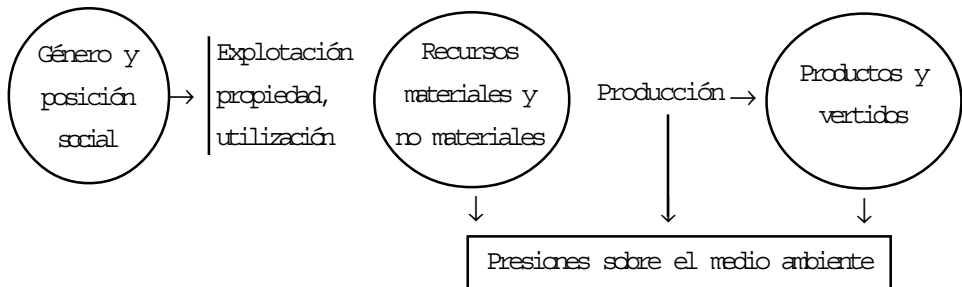 Género y
posición
social
→
Explotación
propiedad,
utilización
Recursos
materiales y
no materiales
Producción →
Productos y
vertidos
Presiones sobre el medio ambiente